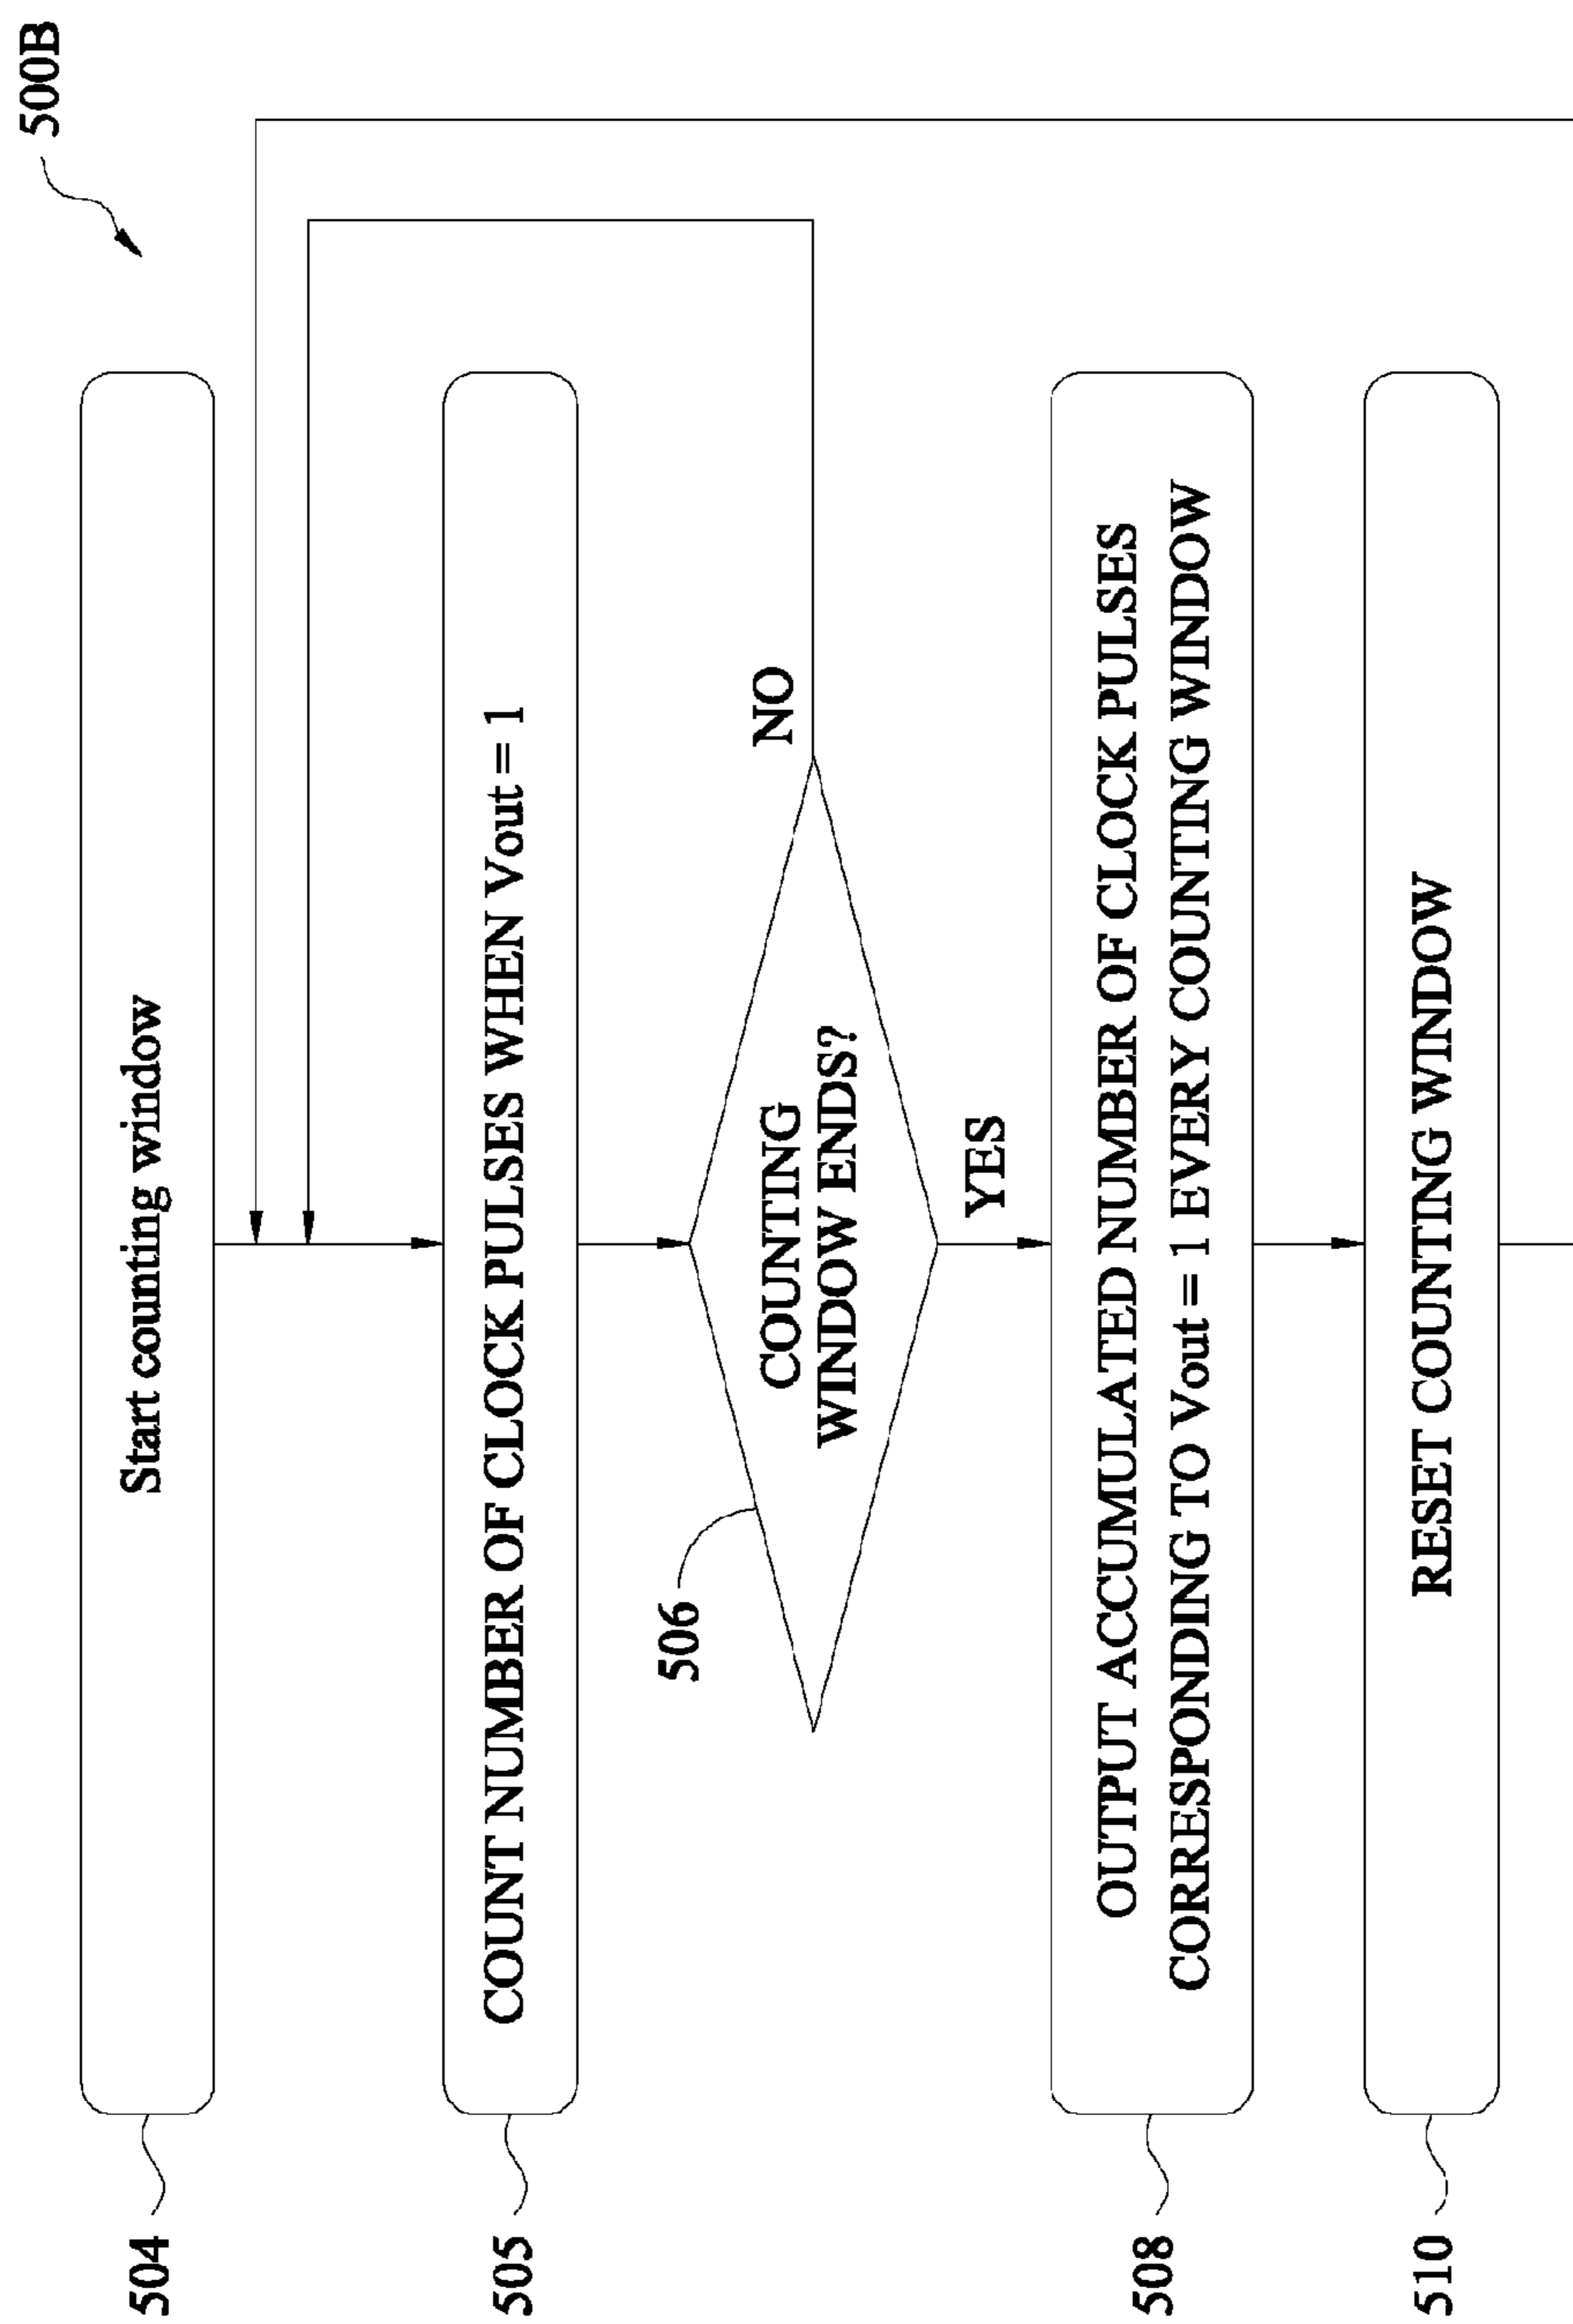 500B
504
Start counting window
505
COUNT NUMBER OF CLOCK PULSES WHEN Vout = 1
506
COUNTING
WINDOW ENDS?
NO
YES
508
OUTPUT ACCUMULATED NUMBER OF CLOCK PULSES
CORRESPONDING TO Vout = 1 EVERY COUNTING WINDOW
510
RESET COUNTING WINDOW